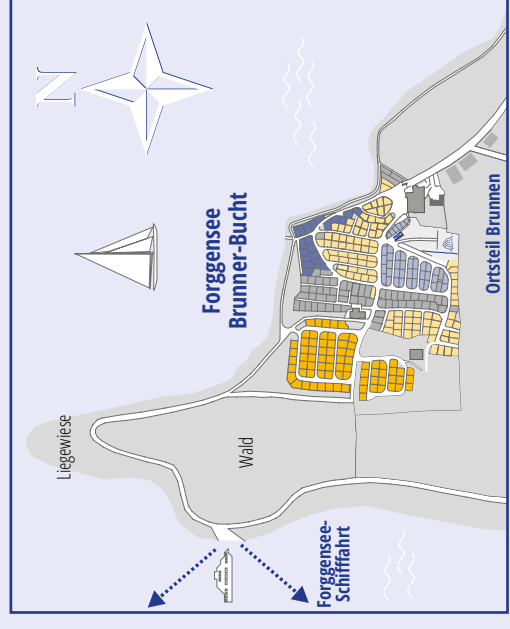 N
Forggensee
Brunner-Bucht
Liegewiese
Wald
Ortsteil Brunnen
Forggensee-
Schifffahrt